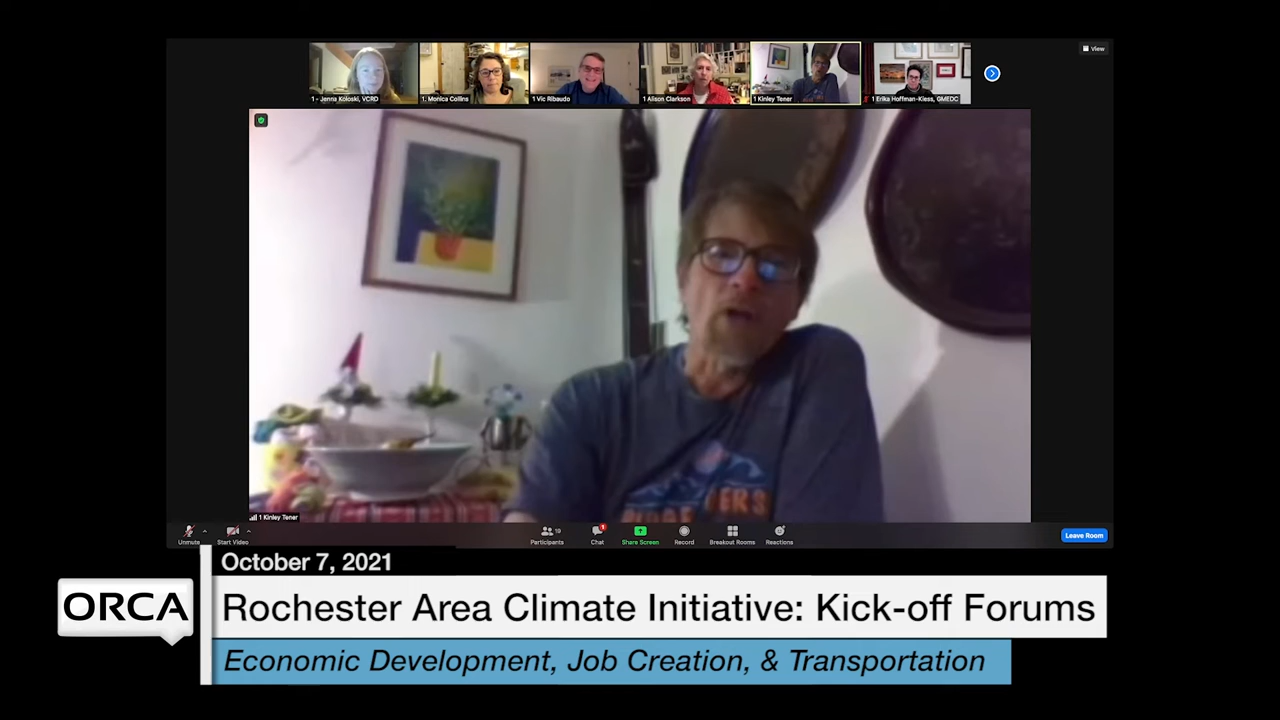 View
1 - Jenna Koloski, VCRD
1. Monica Collins
1 Vic Ribaudo
1 Alison Clarkson
1 Kinley Tener
1 Erika Hoffman-Kiess, GMEDC
1 Kinley Tener
Unmute
Start Video
Participants
Chat
1
Share Screen
Record
Breakout Rooms
Reactions
Leave Room
October 7, 2021
ORCA
Rochester Area Climate Initiative: Kick-off Forums
Economic Development, Job Creation, & Transportation